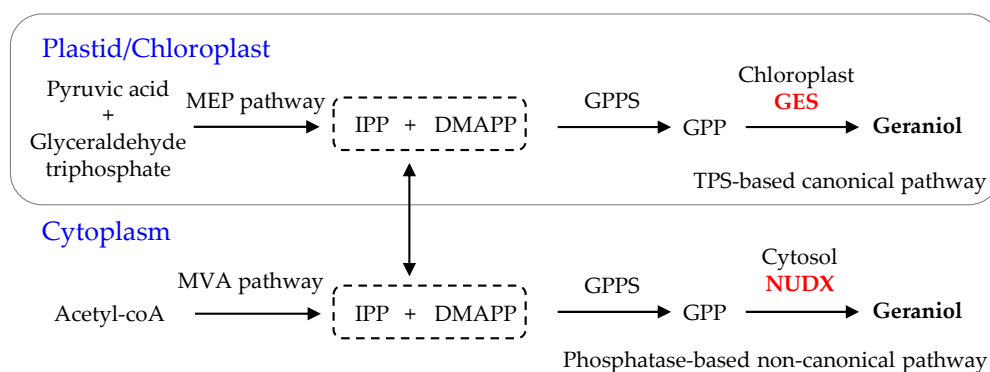 Plastid/Chloroplast
Pyruvic acid
+
Glyceraldehyde
triphosphate
MEP pathway
IPP + DMAPP
GPPS
GPP
Chloroplast
GES
Geraniol
TPS-based canonical pathway
Cytoplasm
Acetyl-coA
MVA pathway
IPP + DMAPP
GPPS
GPP
Cytosol
NUDX
Geraniol
Phosphatase-based non-canonical pathway